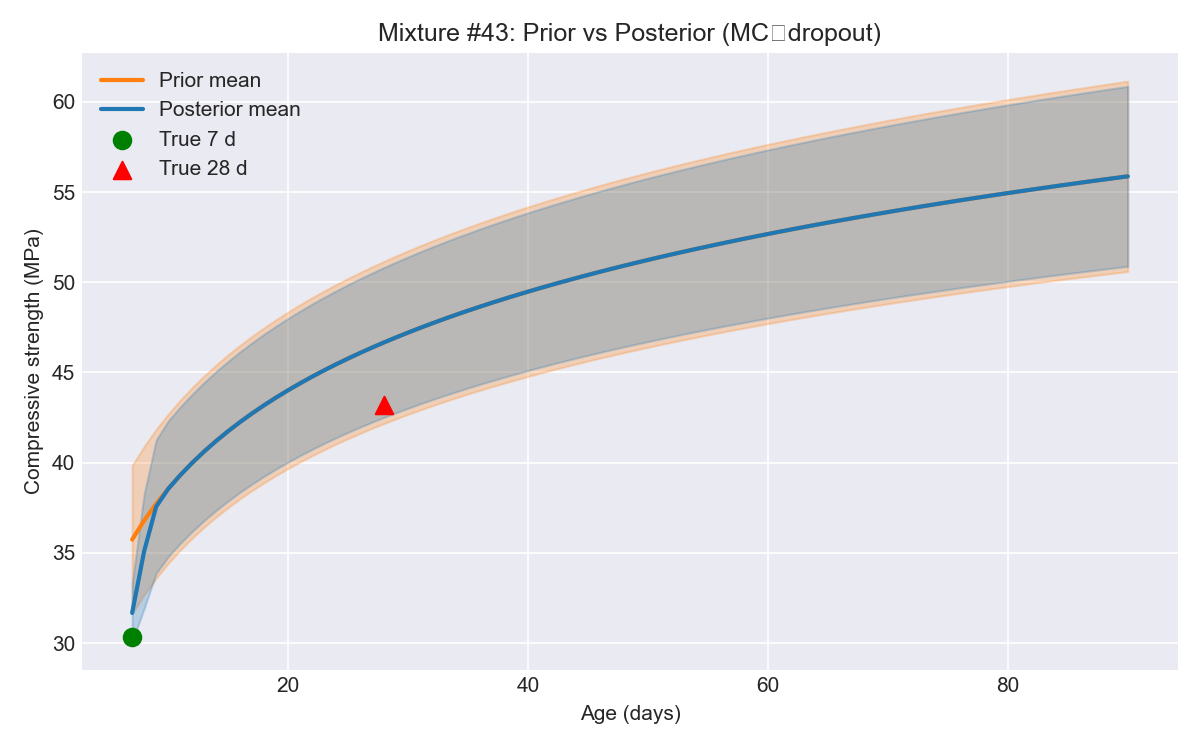 Mixture #43: Prior vs Posterior (MC□dropout)
Prior mean
Posterior mean
True 7 d
True 28 d
Compressive strength (MPa)
60
55
50
45
40
35
30
20
40
60
80
Age (days)